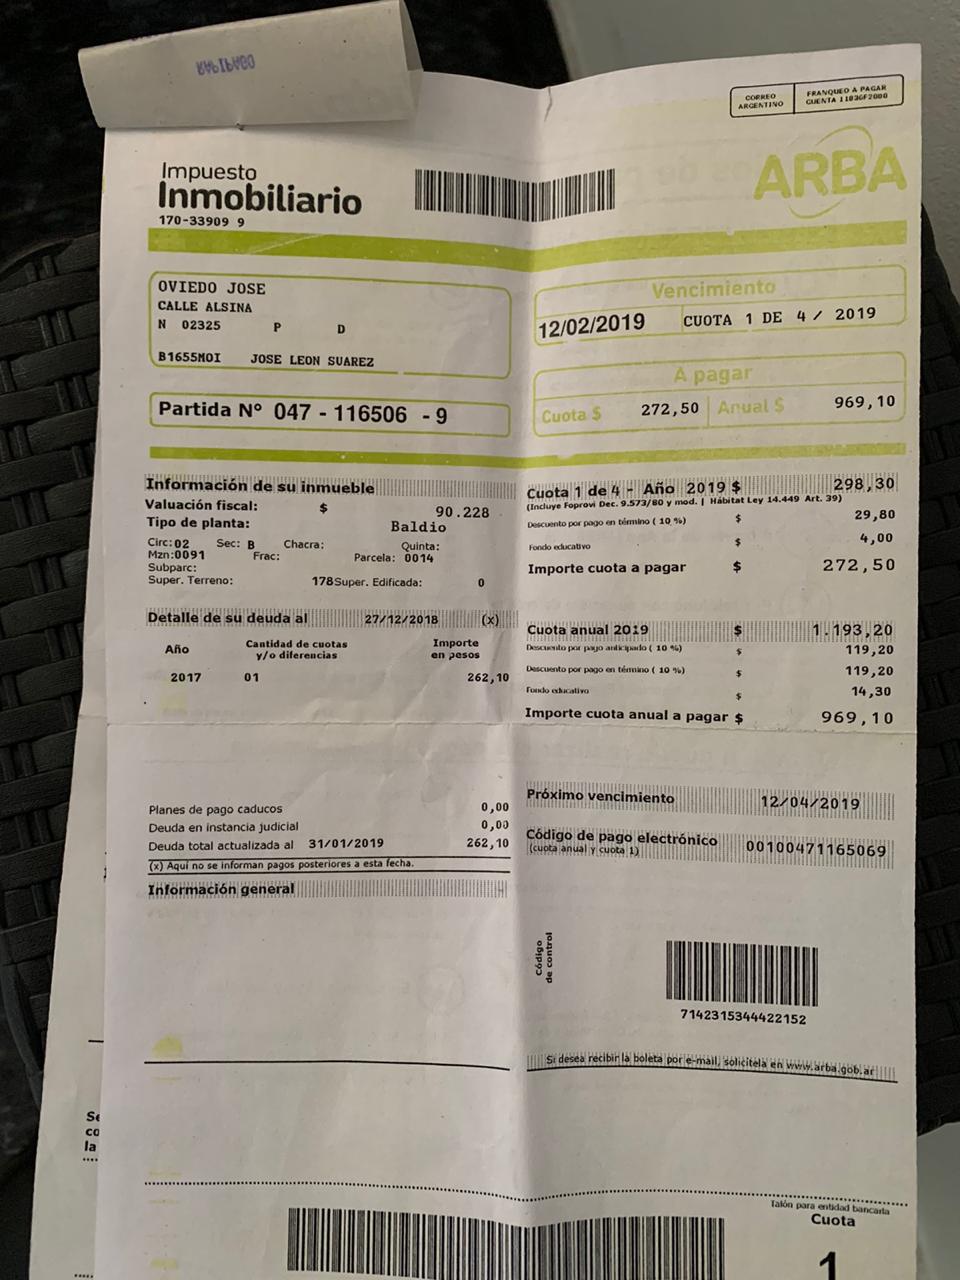 RAPIPAGO
CORREO ARGENTINO
FRANQUEO A PAGAR CUENTA 11036F2000
Impuesto
Inmobiliario
170-33909 9
ARBA
OVIEDO JOSE
CALLE ALSINA
N 02325 P D
B1655MOI JOSE LEON SUAREZ
Vencimiento
12/02/2019 CUOTA 1 DE 4 / 2019
A pagar
Cuota $ 272,50 Anual $ 969,10
Partida Nº 047 - 116506 - 9
Información de su inmueble
Valuación fiscal: $ 90.228
Tipo de planta: Baldio
Circ:02 Sec: B Chacra: Quinta:
Mzn:0091 Frac: Parcela: 0014
Subparc:
Super. Terreno: 178 Super. Edificada: 0
Detalle de su deuda al 27/12/2018 (x)
Año Cantidad de cuotas y/o diferencias Importe en pesos
2017 01 262,10
Planes de pago caducos 0,00
Deuda en instancia judicial 0,00
Deuda total actualizada al 31/01/2019 262,10
(x) Aquí no se informan pagos posteriores a esta fecha.
Información general
Cuota 1 de 4 - Año 2019 $ 298,30
(Incluye Foprovi Dec. 9.573/80 y mod. | Hábitat Ley 14.449 Art. 39)
Descuento por pago en término ( 10 %) $ 29,80
Fondo educativo $ 4,00
Importe cuota a pagar $ 272,50
Cuota anual 2019 $ 1.193,20
Descuento por pago anticipado ( 10 %) $ 119,20
Descuento por pago en término ( 10 %) $ 119,20
Fondo educativo $ 14,30
Importe cuota anual a pagar $ 969,10
Próximo vencimiento 12/04/2019
Código de pago electrónico 00100471165069
(cuota anual y cuota 1)
Código de control
7142315344422152
Si desea recibir la boleta por e-mail, solicítela en www.arba.gob.ar
Se
co
la
Talón para entidad bancaria
Cuota
1